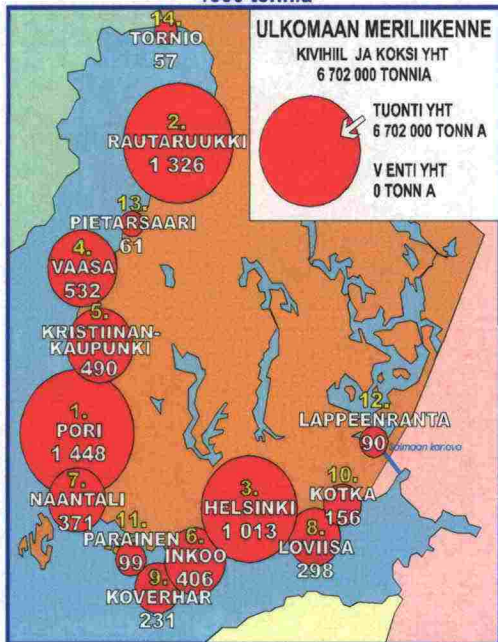 1000 tonnia
ULKOMAAN MERILIIKENNE
KIVIHIIL JA KOKSI YHT
6 702 000 TONNIA
TUONTI YHT
6 702 000 TONN A
V ENTI YHT
0 TONN A
14.
TORNIO
57
2.
RAUTARUUKKI
1 326
13.
PIETARSAARI
61
4.
VAASA
532
5.
KRISTIINAN-
KAUPUNKI
490
1.
PORI
1 448
12.
LAPPEENRANTA
90
7.
NAANTALI
371
3.
HELSINKI
1 013
10.
KOTKA
156
8.
LOVIISA
298
11.
PARAINEN
99
6.
INKOO
406
9.
KOVERHAR
231